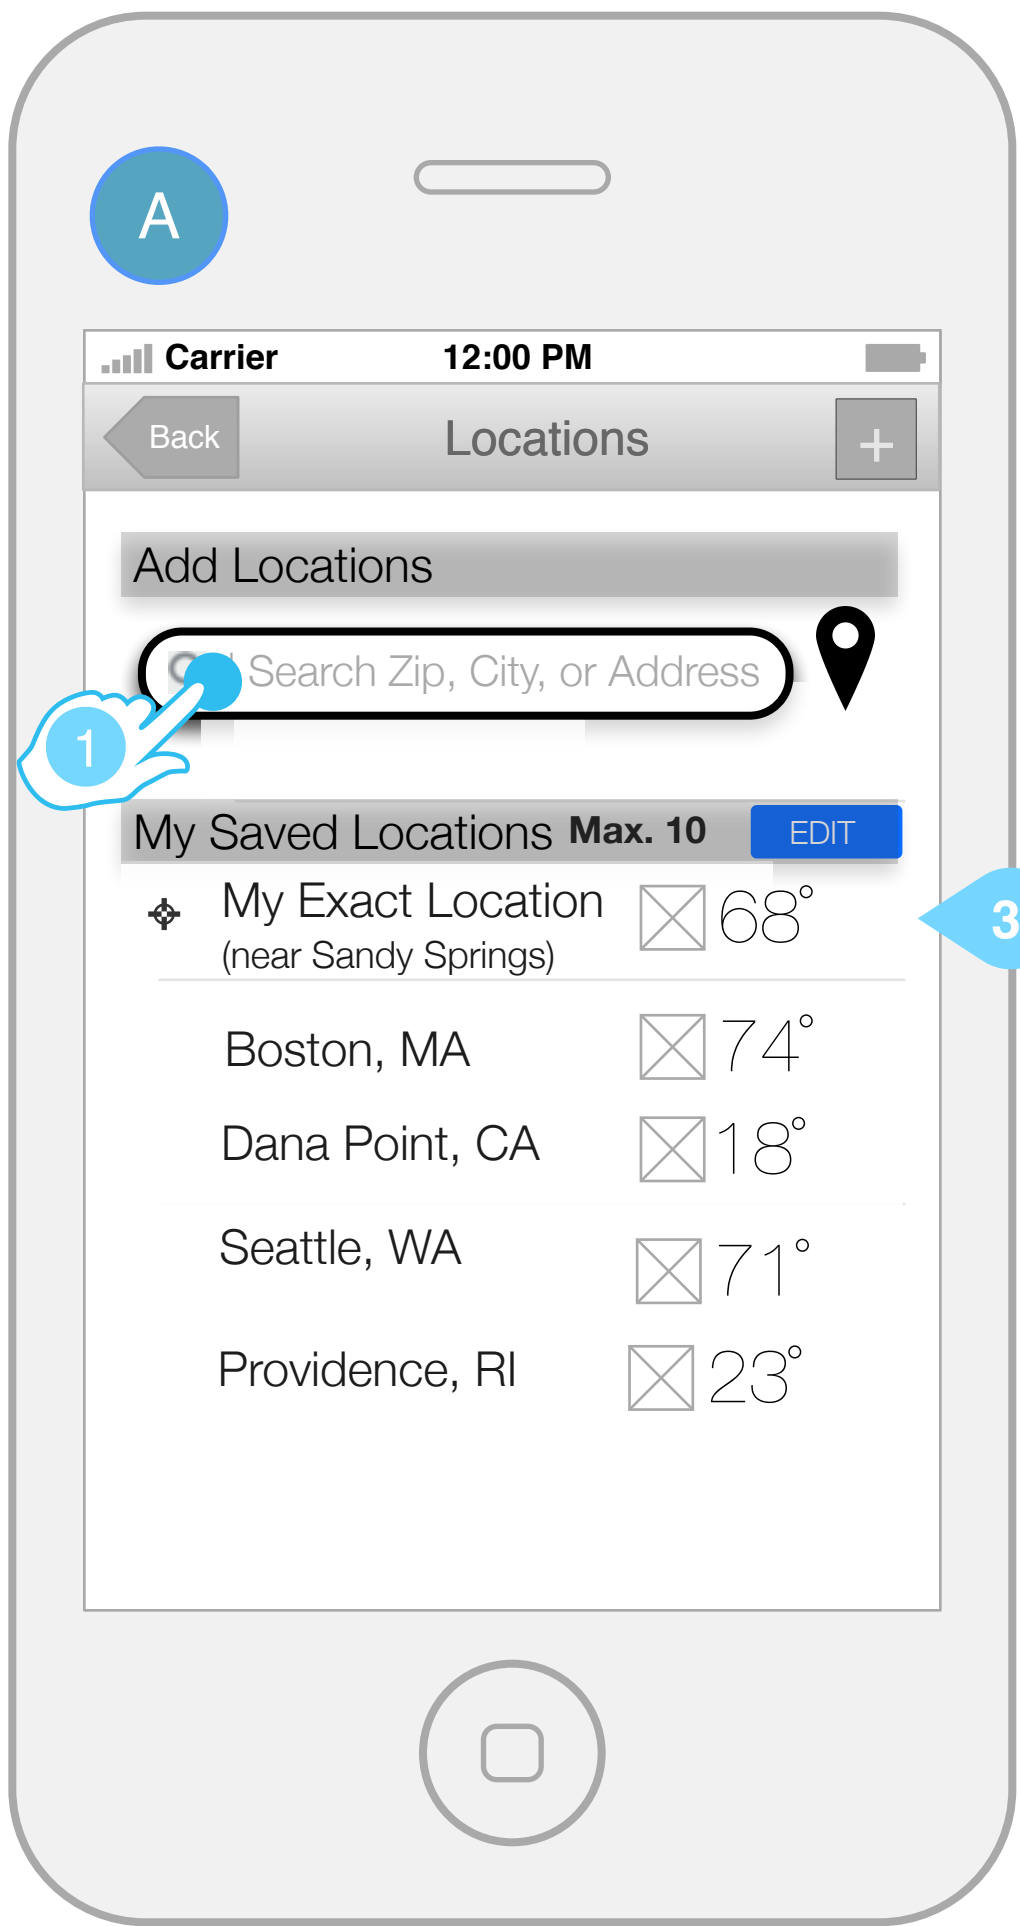 A
Carrier 12:00 PM
Back Locations +
Add Locations
Search Zip, City, or Address
1
My Saved Locations Max. 10 EDIT
My Exact Location 68°
(near Sandy Springs)
3
Boston, MA 74°
Dana Point, CA 18°
Seattle, WA 71°
Providence, RI 23°